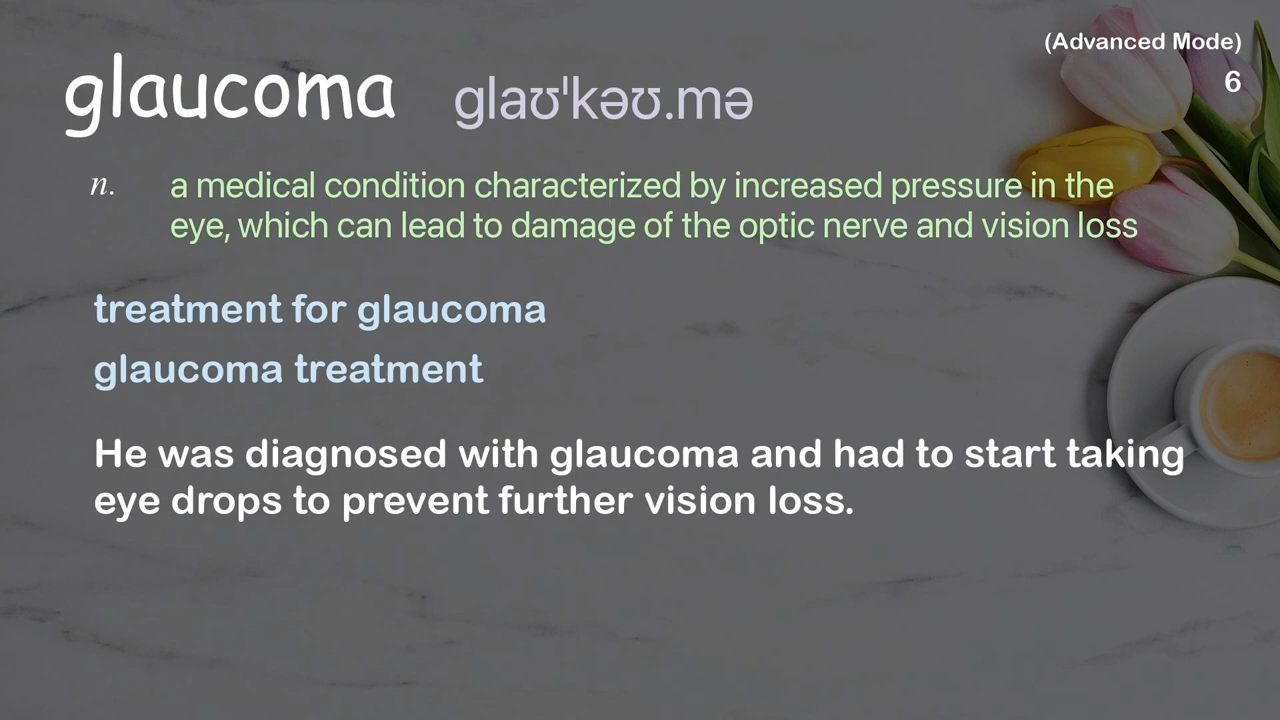 (Advanced Mode)
6
glaucoma glaʊˈkəʊ.mə
n. a medical condition characterized by increased pressure in the
eye, which can lead to damage of the optic nerve and vision loss
treatment for glaucoma
glaucoma treatment
He was diagnosed with glaucoma and had to start taking
eye drops to prevent further vision loss.